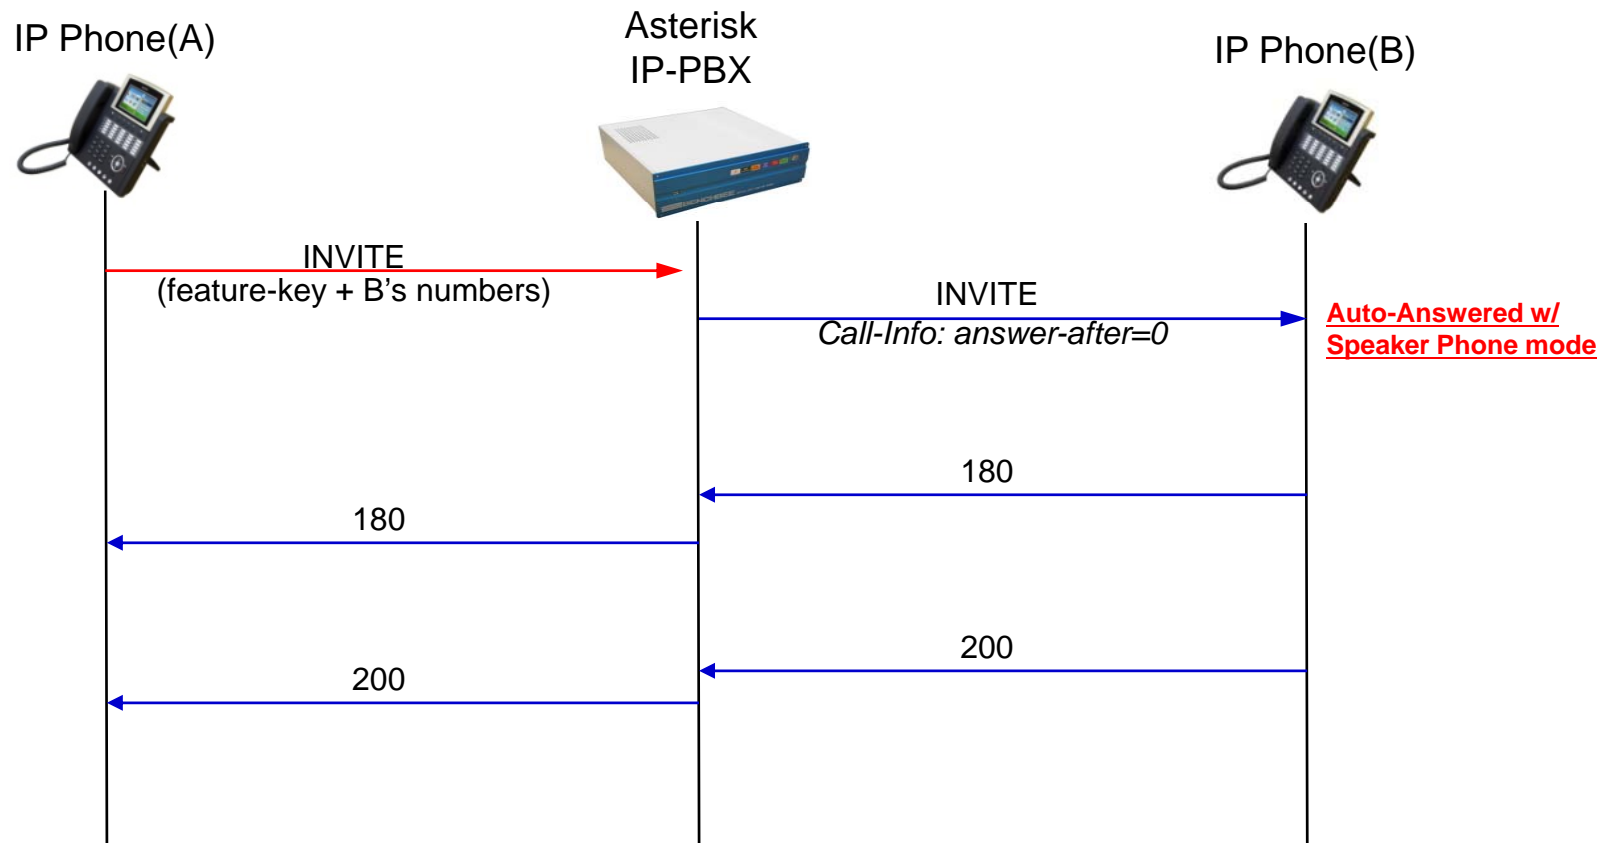 IP Phone(A)
Asterisk
IP-PBX
IP Phone(B)
INVITE
(feature-key + B’s numbers)
INVITE
Call-Info: answer-after=0
Auto-Answered w/
Speaker Phone mode
180
180
200
200